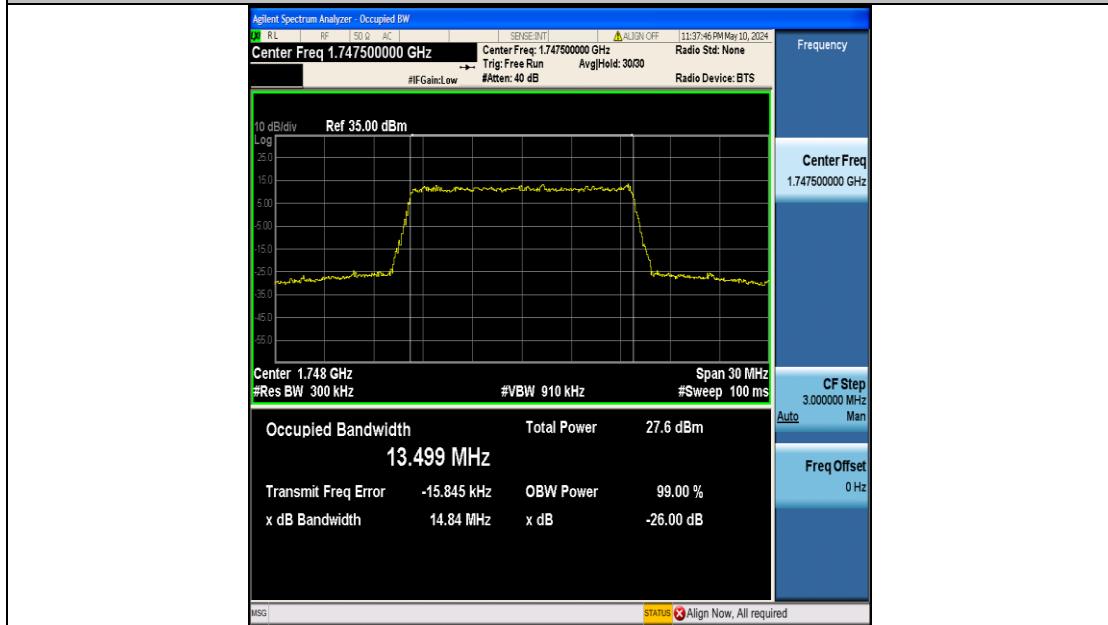 Agilent Spectrum Analyzer - Occupied BW
RL RF 50 Ω AC SENSE:INT ALIGN OFF 11:37:46 PM May 10, 2024
Center Freq 1.747500000 GHz
Center Freq: 1.747500000 GHz
Radio Std: None
Trig: Free Run Avg|Hold: 30/30
#IFGain:Low
#Atten: 40 dB
Radio Device: BTS
10 dB/div Ref 35.00 dBm
Log
25.0
15.0
5.00
-5.00
-15.0
-25.0
-35.0
-45.0
-55.0
Center 1.748 GHz Span 30 MHz
#Res BW 300 kHz #VBW 910 kHz #Sweep 100 ms
Occupied Bandwidth Total Power 27.6 dBm
13.499 MHz
Transmit Freq Error -15.845 kHz OBW Power 99.00 %
x dB Bandwidth 14.84 MHz x dB -26.00 dB
MSG STATUS Align Now, All required
Frequency
Center Freq
1.747500000 GHz
CF Step
3.000000 MHz
Auto Man
Freq Offset
0 Hz